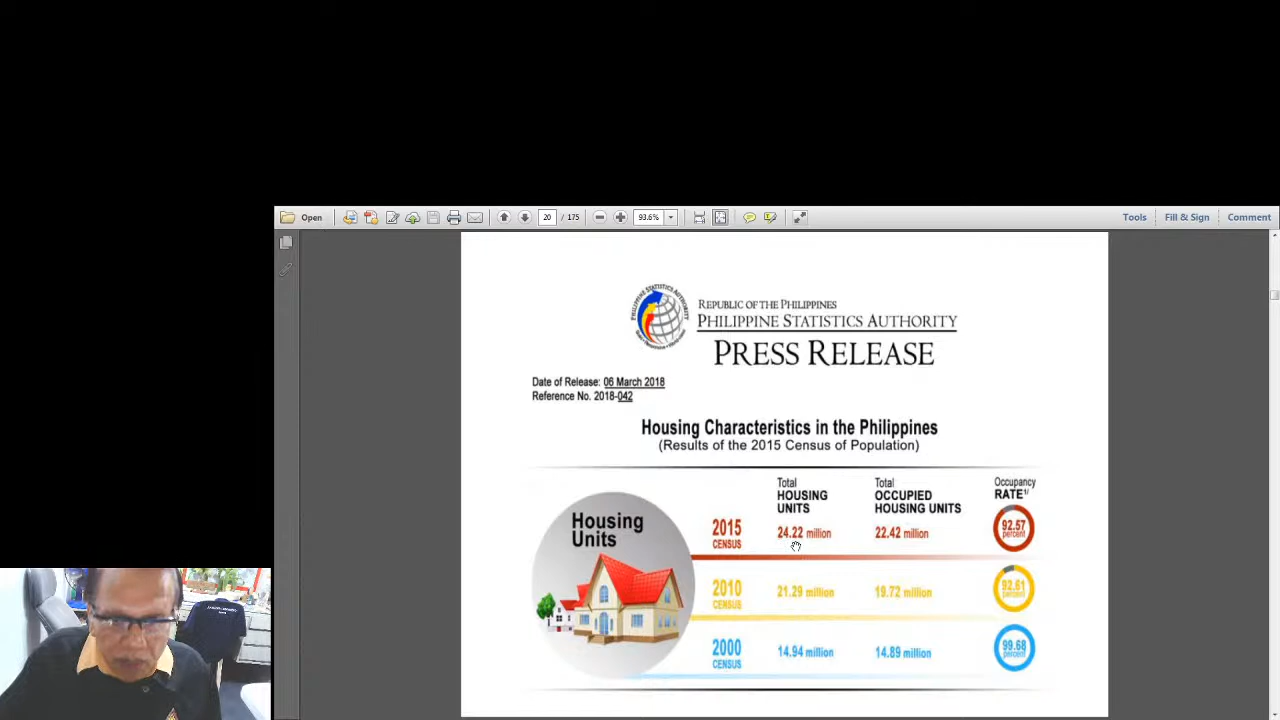 Open
20 / 175
93.6%
Tools
Fill & Sign
Comment
REPUBLIC OF THE PHILIPPINES
PHILIPPINE STATISTICS AUTHORITY
PRESS RELEASE
Date of Release: 06 March 2018
Reference No. 2018-042
Housing Characteristics in the Philippines
(Results of the 2015 Census of Population)
Housing
Units
Total
HOUSING
UNITS
Total
OCCUPIED
HOUSING UNITS
Occupancy
RATE1/
2015
CENSUS
24.22 million
22.42 million
92.57
percent
2010
CENSUS
21.29 million
19.72 million
92.61
percent
2000
CENSUS
14.94 million
14.89 million
99.68
percent